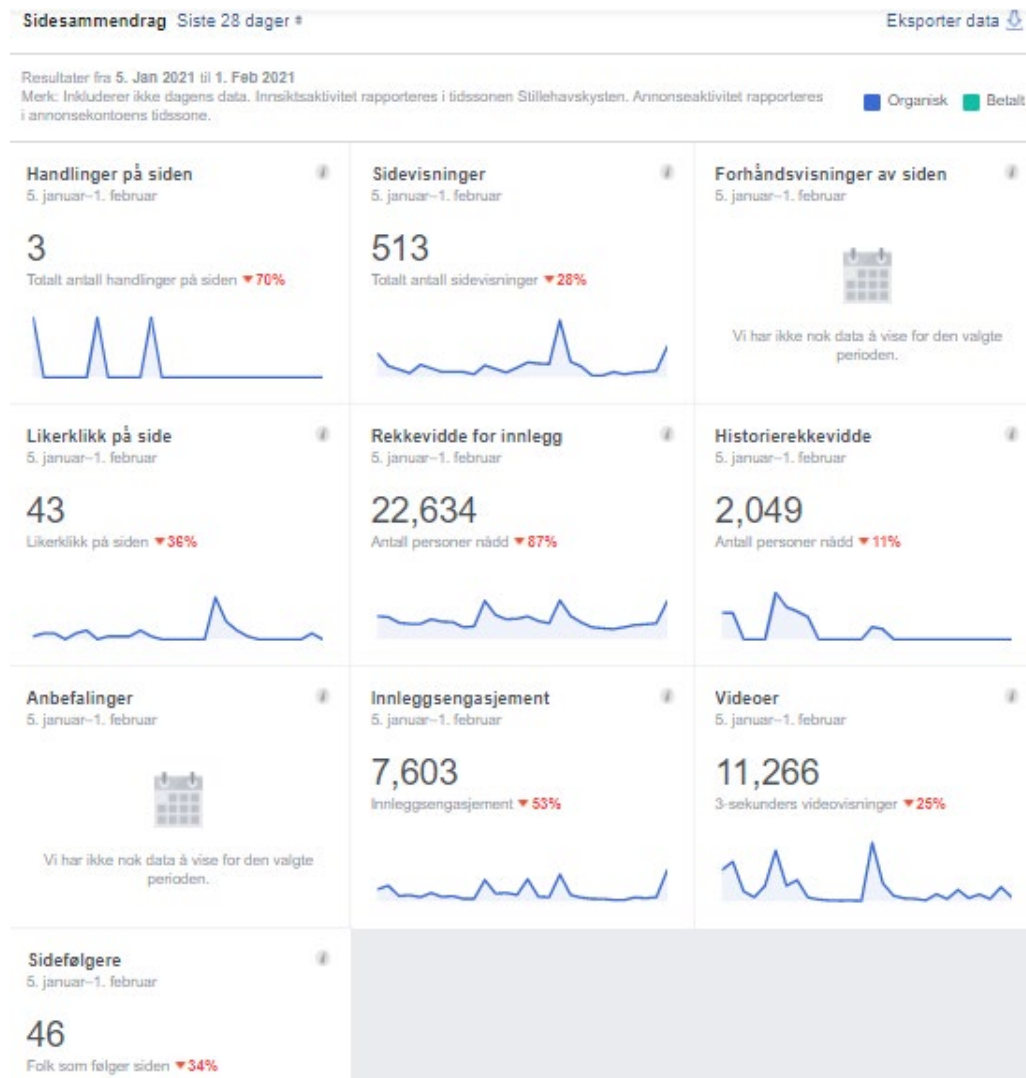 Sidesammendrag Siste 28 dager
Eksporter data
Resultater fra 5. Jan 2021 til 1. Feb 2021
Merk: Inkluderer ikke dagens data. Innsiktsaktivitet rapporteres i tidssonen Stillehavskysten. Annonseaktivitet rapporteres
i annonsekontoens tidssone.
Organisk Betalt
Handlinger på siden
5. januar–1. februar
3
Totalt antall handlinger på siden ▼70%
Sidevisninger
5. januar–1. februar
513
Totalt antall sidevisninger ▼28%
Forhåndsvisninger av siden
5. januar–1. februar
Vi har ikke nok data å vise for den valgte
perioden.
Likerklikk på side
5. januar–1. februar
43
Likerklikk på siden ▼36%
Rekkevidde for innlegg
5. januar–1. februar
22,634
Antall personer nådd ▼87%
Historierekkevidde
5. januar–1. februar
2,049
Antall personer nådd ▼11%
Anbefalinger
5. januar–1. februar
Vi har ikke nok data å vise for den valgte
perioden.
Innleggsengasjement
5. januar–1. februar
7,603
Innleggsengasjement ▼53%
Videoer
5. januar–1. februar
11,266
3-sekunders videovisninger ▼25%
Sidefølgere
5. januar–1. februar
46
Folk som følger siden ▼34%